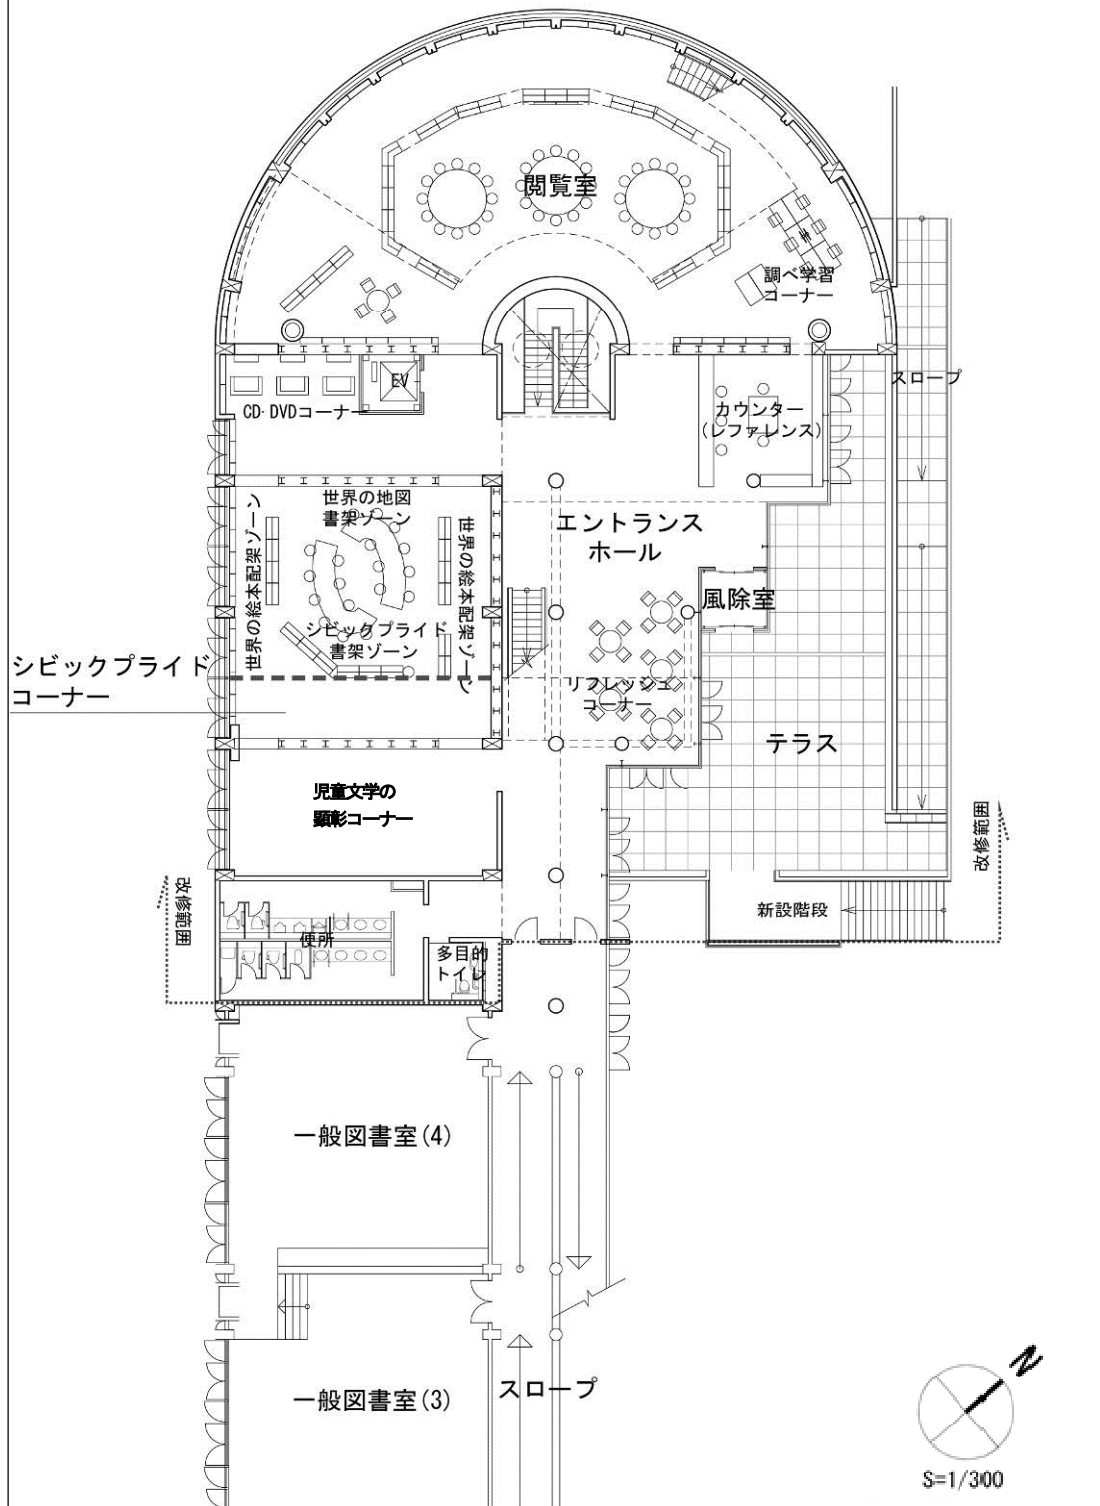 閲覧室
調べ学習
コーナー
スロープ
EV
CD・DVDコーナー
カウンター
(レファレンス)
世界の地図
書架ゾーン
世界の絵本配架ゾーン
世界の絵本配架ゾーン
エントランス
ホール
風除室
シビックプライド
書架ゾーン
シビックプライド
コーナー
リフレッシュ
コーナー
テラス
児童文学の
顕彰コーナー
改修範囲
改修範囲
新設階段
便所
多目的
トイレ
一般図書室(4)
一般図書室(3)
スロープ
N
S=1/300